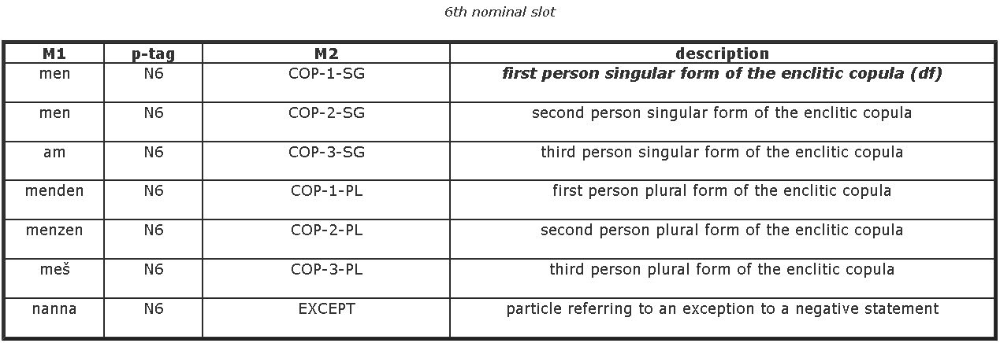 6th nominal slot
M1 p-tag M2 description
men N6 COP-1-SG first person singular form of the enclitic copula (df)
men N6 COP-2-SG second person singular form of the enclitic copula
am N6 COP-3-SG third person singular form of the enclitic copula
menden N6 COP-1-PL first person plural form of the enclitic copula
menzen N6 COP-2-PL second person plural form of the enclitic copula
meš N6 COP-3-PL third person plural form of the enclitic copula
nanna N6 EXCEPT particle referring to an exception to a negative statement